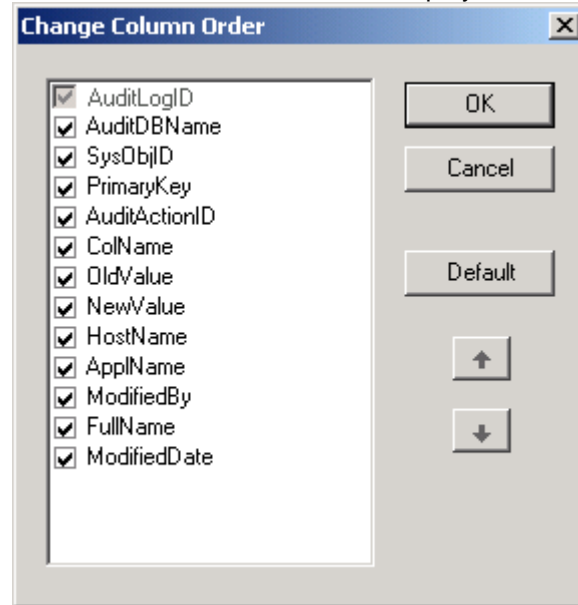 Change Column Order
AuditLogID
AuditDBName
SysObjID
PrimaryKey
AuditActionID
ColName
OldValue
NewValue
HostName
ApplName
ModifiedBy
FullName
ModifiedDate
OK
Cancel
Default